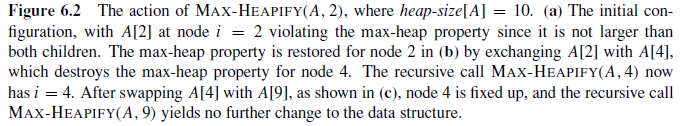 Figure 6.2 The action of MAX-HEAPIFY(A, 2), where heap-size[A] = 10. (a) The initial con-
figuration, with A[2] at node i = 2 violating the max-heap property since it is not larger than
both children. The max-heap property is restored for node 2 in (b) by exchanging A[2] with A[4],
which destroys the max-heap property for node 4. The recursive call MAX-HEAPIFY(A, 4) now
has i = 4. After swapping A[4] with A[9], as shown in (c), node 4 is fixed up, and the recursive call
MAX-HEAPIFY(A, 9) yields no further change to the data structure.